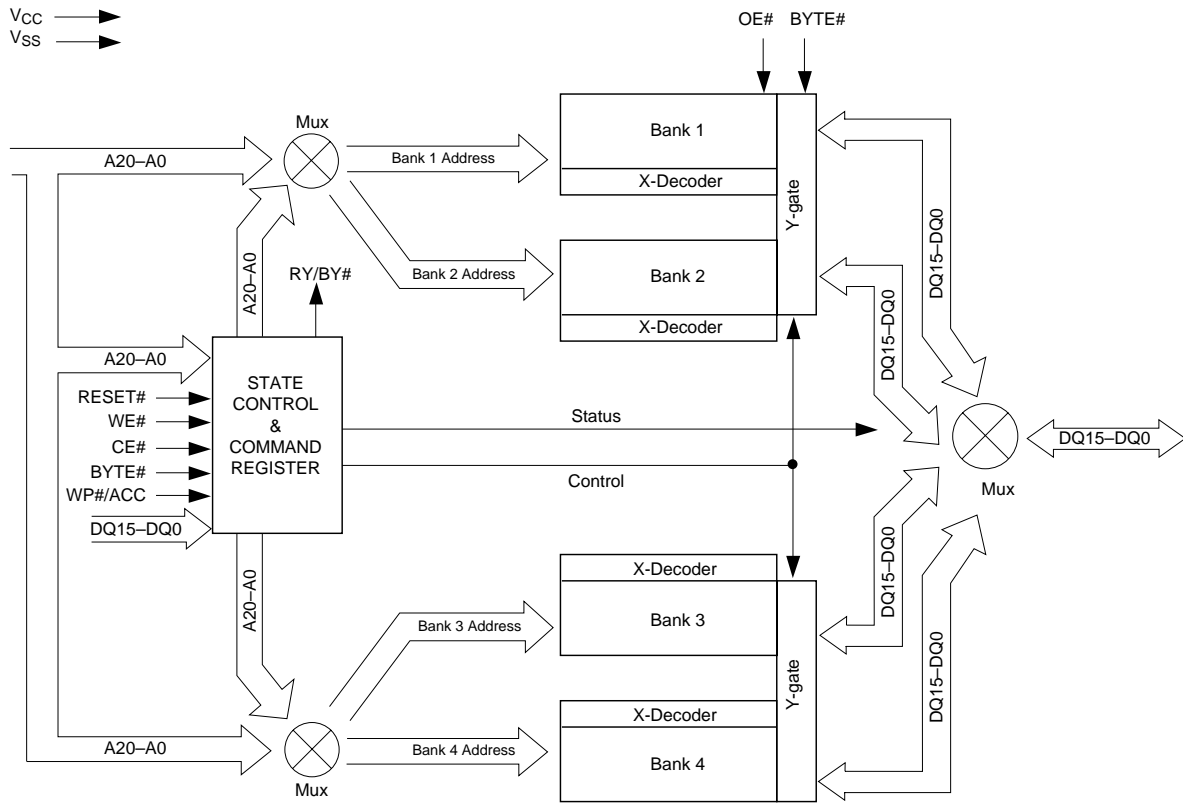 VCC
VSS
OE# BYTE#
Mux
A20–A0
Bank 1 Address
Bank 1
X-Decoder
Y-gate
DQ15–DQ0
A20–A0
RY/BY#
Bank 2 Address
Bank 2
X-Decoder
DQ15–DQ0
A20–A0
RESET#
WE#
CE#
BYTE#
WP#/ACC
DQ15–DQ0
STATE
CONTROL
&
COMMAND
REGISTER
Status
Control
DQ15–DQ0
Mux
A20–A0
Bank 3 Address
X-Decoder
Bank 3
Y-gate
DQ15–DQ0
DQ15–DQ0
A20–A0
Mux
Bank 4 Address
X-Decoder
Bank 4